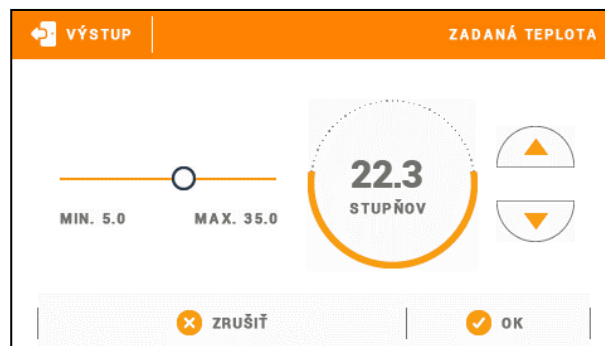 VÝSTUP
ZADANÁ TEPLOTA
22.3
STUPŇOV
MIN. 5.0
MAX. 35.0
ZRUŠIŤ
OK